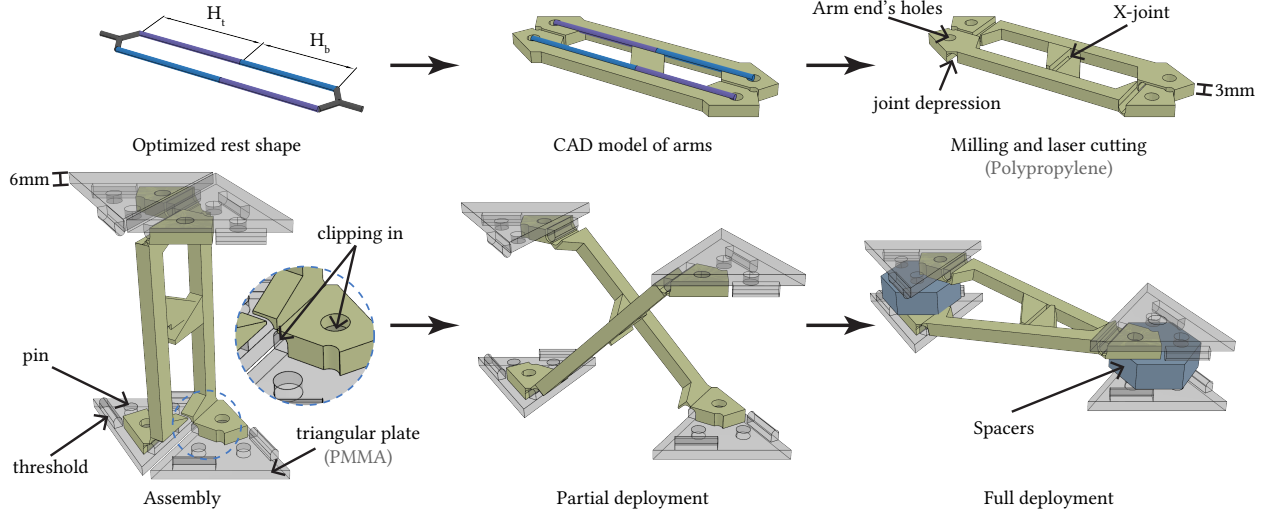 H_t
H_b
Arm end's holes
X-joint
joint depression
3mm
Optimized rest shape
CAD model of arms
Milling and laser cutting
(Polypropylene)
6mm
clipping in
pin
threshold
triangular plate
(PMMA)
Spacers
Assembly
Partial deployment
Full deployment